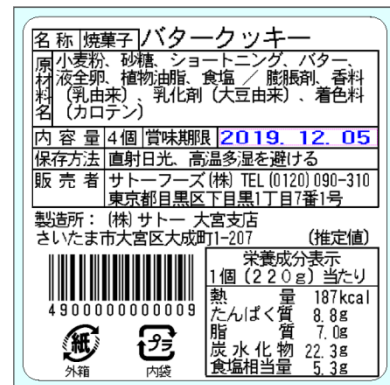 名称 焼菓子 バタークッキー
原材料名 小麦粉、砂糖、ショートニング、バター、
液全卵、植物油脂、食塩 ／ 膨脹剤、香料
（乳由来）、乳化剤（大豆由来）、着色料
（カロテン）
内容量 4個 賞味期限 2019. 12. 05
保存方法 直射日光、高温多湿を避ける
販売者 サトーフーズ(株) TEL(0120)090-310
東京都目黒区下目黒1丁目7番1号
製造所： (株)サトー 大宮支店
さいたま市大宮区大成町1-207 (推定値)
栄養成分表示
1個（220g）当たり
熱量 187kcal
たんぱく質 8.8g
脂質 7.0g
炭水化物 22.3g
食塩相当量 5.3g
4900000000009
紙 プラ
外箱 内袋